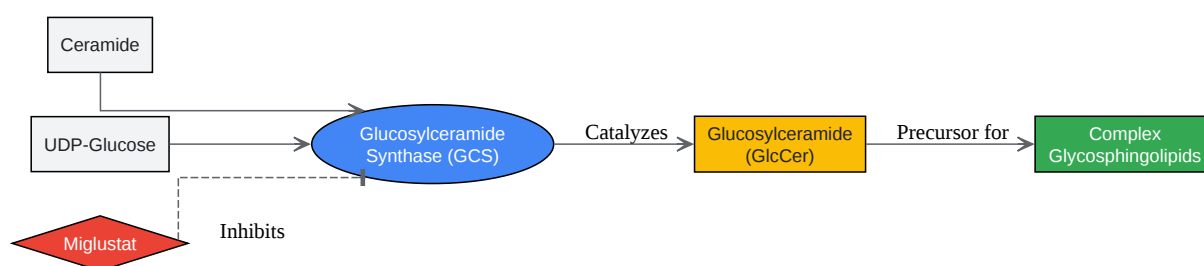 Ceramide
UDP-Glucose
Glucosylceramide
Synthase (GCS)
Catalyzes
Glucosylceramide
(GlcCer)
Precursor for
Complex
Glycosphingolipids
Miglustat
Inhibits